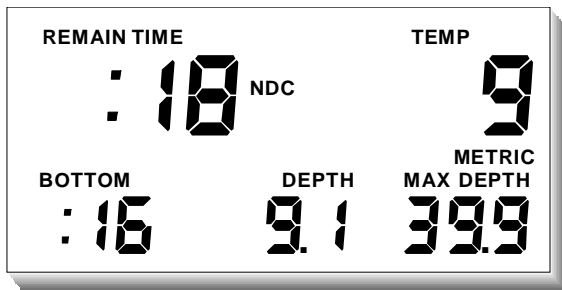 REMAIN TIME TEMP
:18 NDC 9
METRIC
BOTTOM DEPTH MAX DEPTH
:16 9.1 39.9